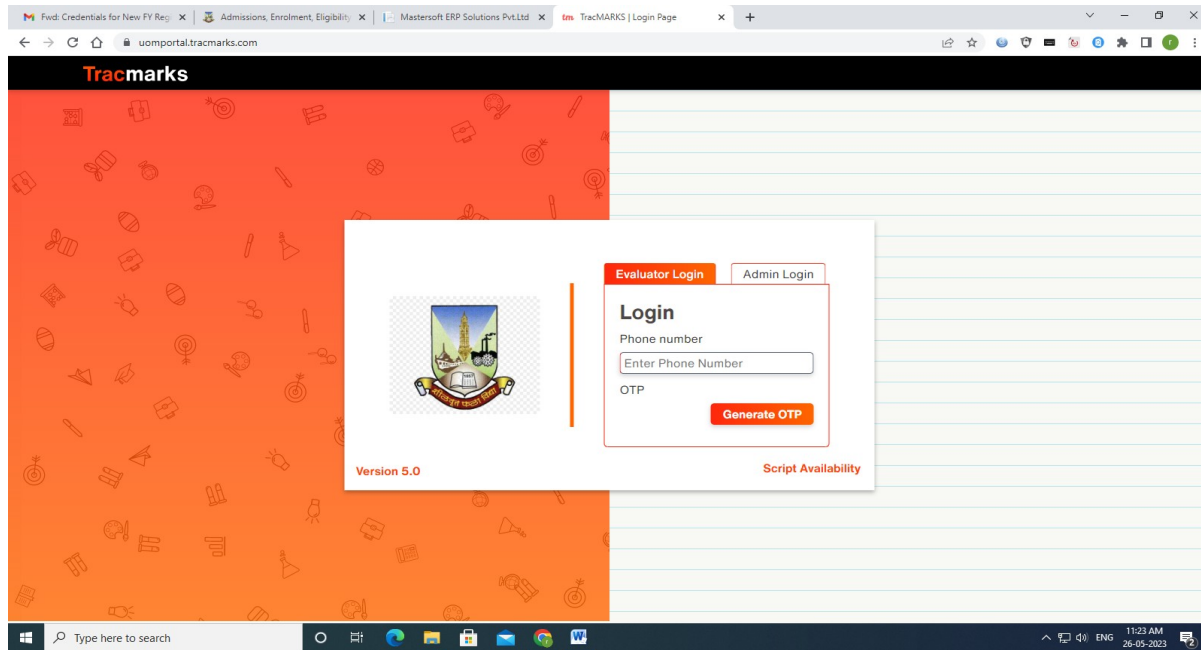 Fwd: Credentials for New FY Reg
Admissions, Enrolment, Eligibility
Mastersoft ERP Solutions Pvt.Ltd
tm TracMARKS | Login Page
uomportal.tracmarks.com
Tracmarks
Evaluator Login
Admin Login
Login
Phone number
Enter Phone Number
OTP
Generate OTP
Version 5.0
Script Availability
Type here to search
ENG
11:23 AM
26-05-2023
2